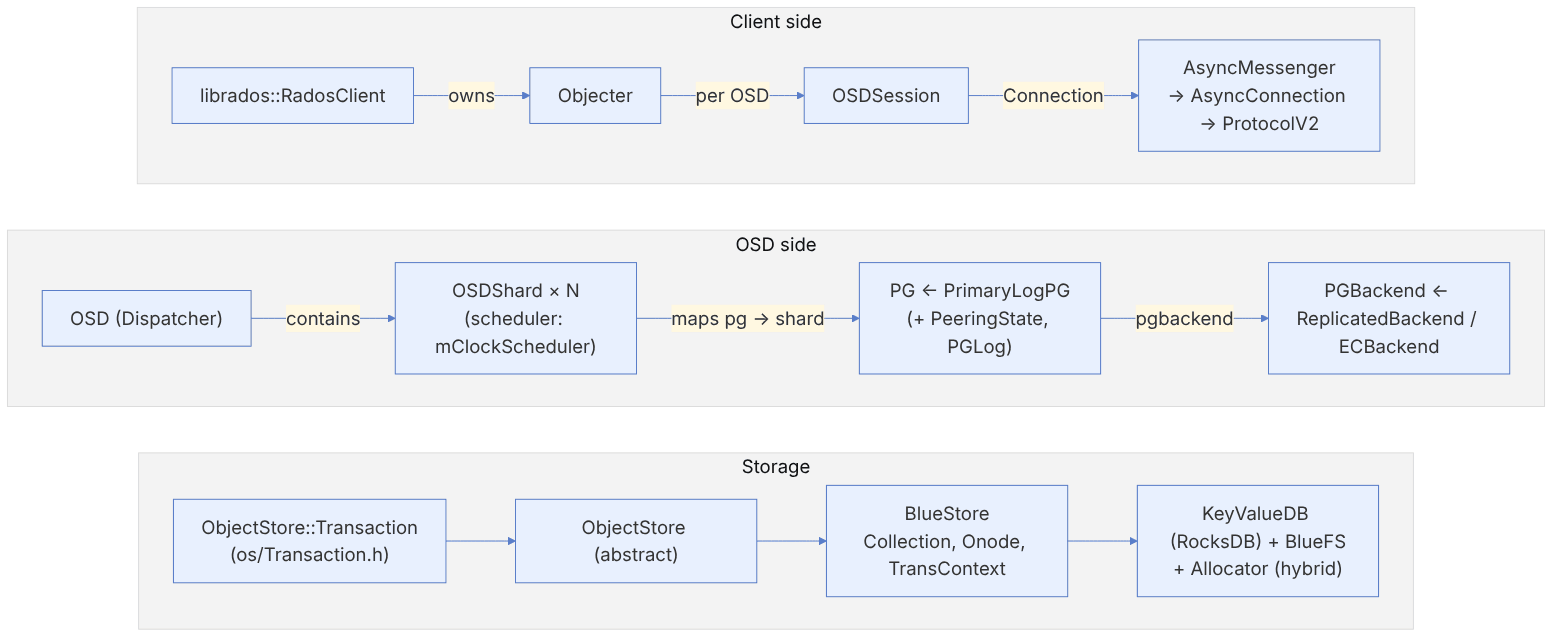 Client side
librados::RadosClient
owns
Objecter
per OSD
OSDSession
Connection
AsyncMessenger
→ AsyncConnection
→ ProtocolV2
OSD side
OSD (Dispatcher)
contains
OSDShard × N
(scheduler:
mClockScheduler)
maps pg → shard
PG ← PrimaryLogPG
(+ PeeringState,
PGLog)
pgbackend
PGBackend ←
ReplicatedBackend /
ECBackend
Storage
ObjectStore::Transaction
(os/Transaction.h)
ObjectStore
(abstract)
BlueStore
Collection, Onode,
TransContext
KeyValueDB
(RocksDB) + BlueFS
+ Allocator (hybrid)